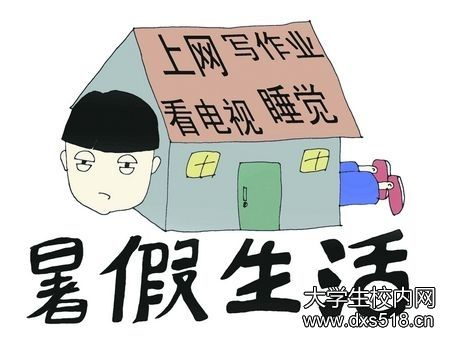 上网 写作业
看电视 睡觉
暑假生活
大学生校内网
www.dxs518.cn